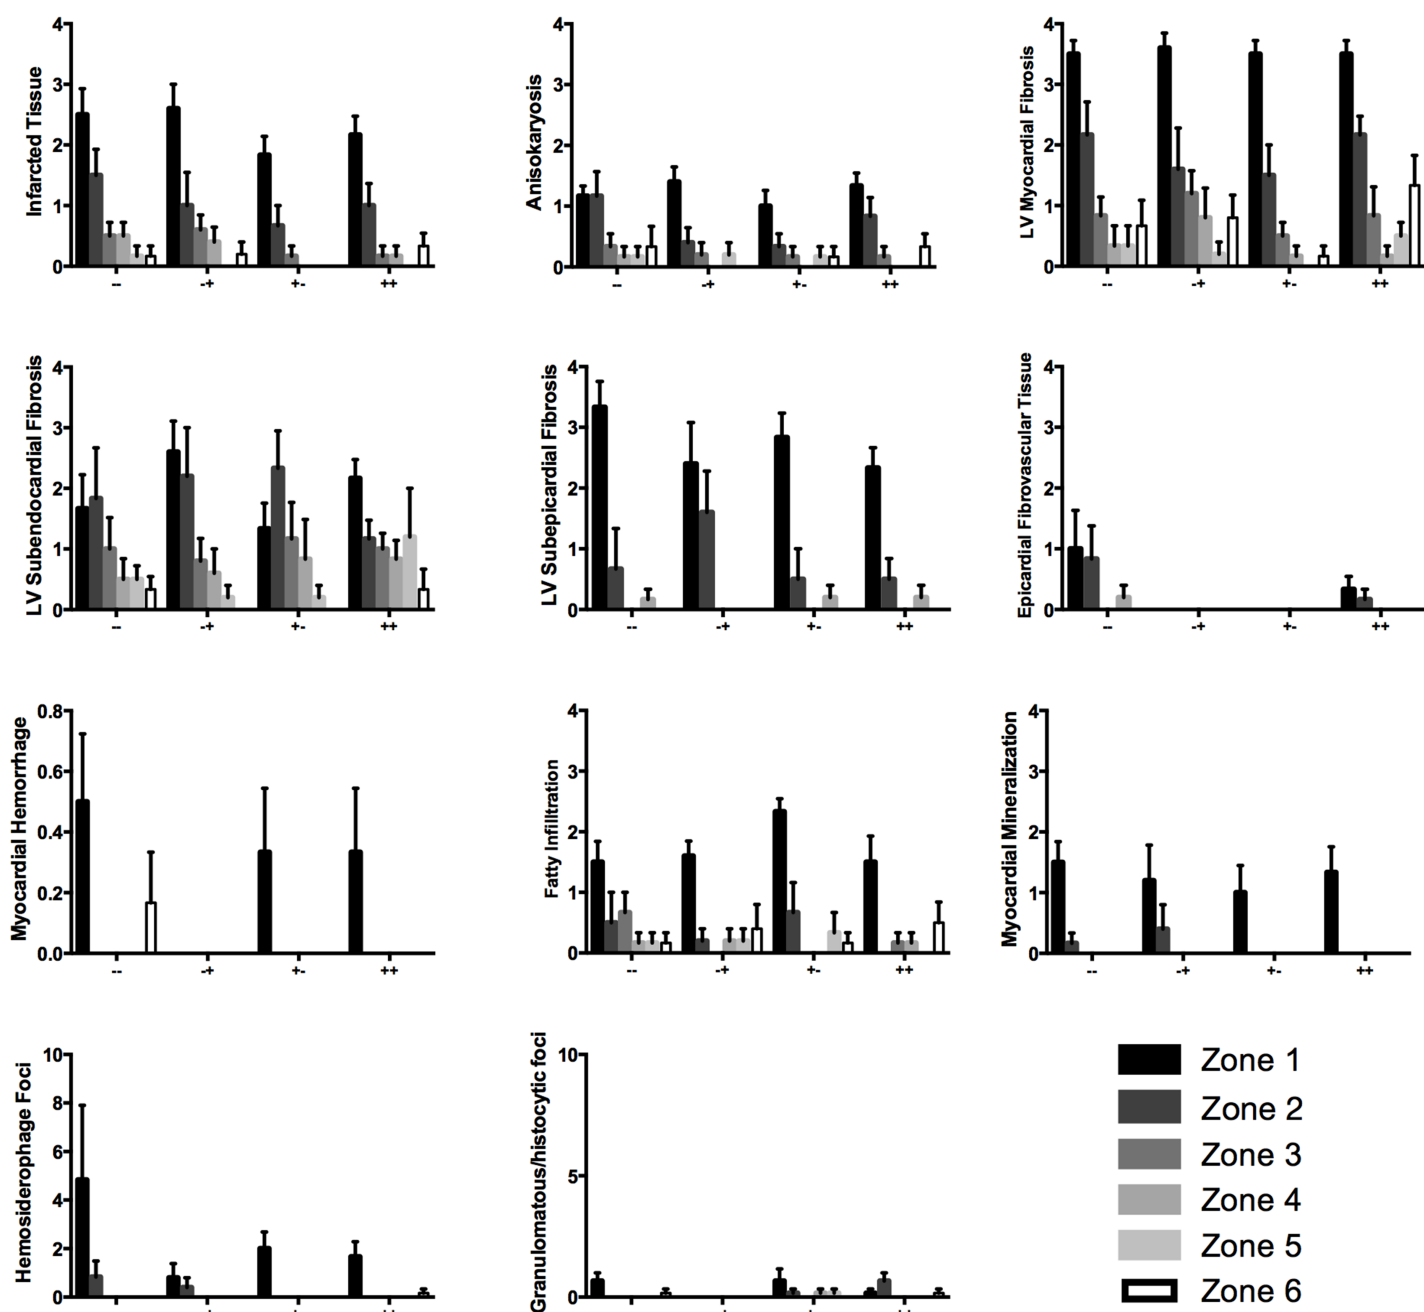 Infarcted Tissue
4
3
2
1
0
-- -+ +- ++
Anisokaryosis
4
3
2
1
0
-- -+ +- ++
LV Myocardial Fibrosis
4
3
2
1
0
-- -+ +- ++
LV Subendocardial Fibrosis
4
3
2
1
0
-- -+ +- ++
LV Subepicardial Fibrosis
4
3
2
1
0
-- -+ +- ++
Epicardial Fibrovascular Tissue
4
3
2
1
0
-- -+ +- ++
Myocardial Hemorrhage
0.8
0.6
0.4
0.2
0.0
-- -+ +- ++
Fatty Infilltration
4
3
2
1
0
-- -+ +- ++
Myocardial Mineralization
4
3
2
1
0
-- -+ +- ++
Hemosiderophage Foci
10
8
6
4
2
0
Granulomatous/histocytic foci
10
5
0
Zone 1
Zone 2
Zone 3
Zone 4
Zone 5
Zone 6